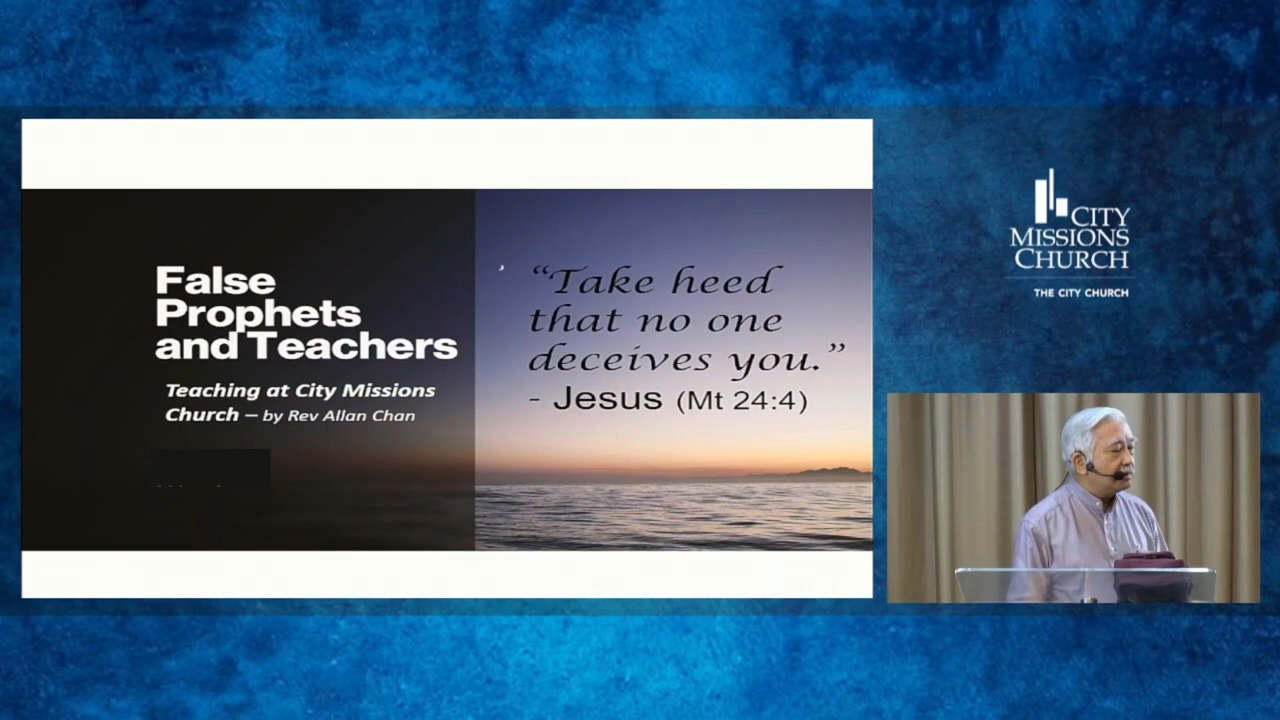 False
Prophets
and Teachers
Teaching at City Missions
Church – by Rev Allan Chan
“Take heed
that no one
deceives you.”
- Jesus (Mt 24:4)
CITY
MISSIONS
CHURCH
THE CITY CHURCH